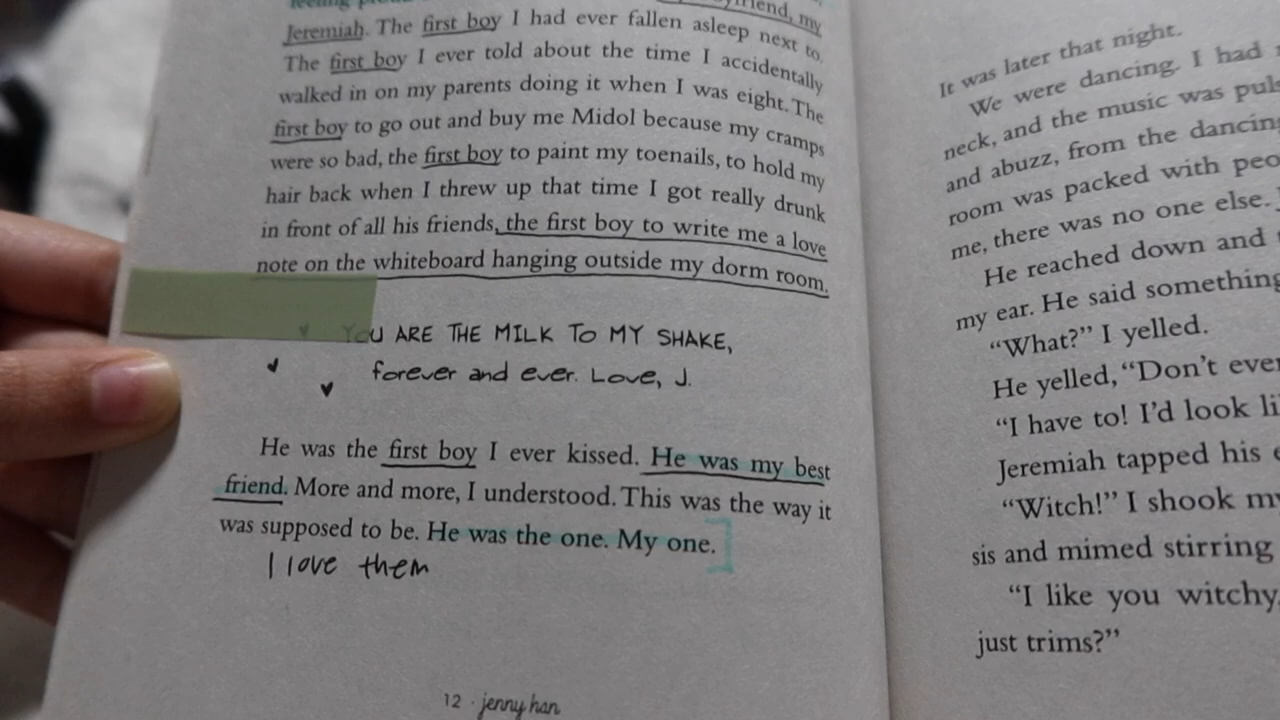 friend, my
Jeremiah. The first boy I had ever fallen asleep next to.
The first boy I ever told about the time I accidentally
walked in on my parents doing it when I was eight. The
first boy to go out and buy me Midol because my cramps
were so bad, the first boy to paint my toenails, to hold my
hair back when I threw up that time I got really drunk
in front of all his friends, the first boy to write me a love
note on the whiteboard hanging outside my dorm room.
YOU ARE THE MILK TO MY SHAKE,
forever and ever. Love, J.
He was the first boy I ever kissed. He was my best
friend. More and more, I understood. This was the way it
was supposed to be. He was the one. My one.
I love them
12 · jenny han
It was later that night.
We were dancing. I had
neck, and the music was puls
and abuzz, from the dancing
room was packed with peo
me, there was no one else.
He reached down and
my ear. He said something
“What?” I yelled.
He yelled, “Don’t ever
“I have to! I’d look li
Jeremiah tapped his
“Witch!” I shook my
sis and mimed stirring
“I like you witchy,
just trims?”